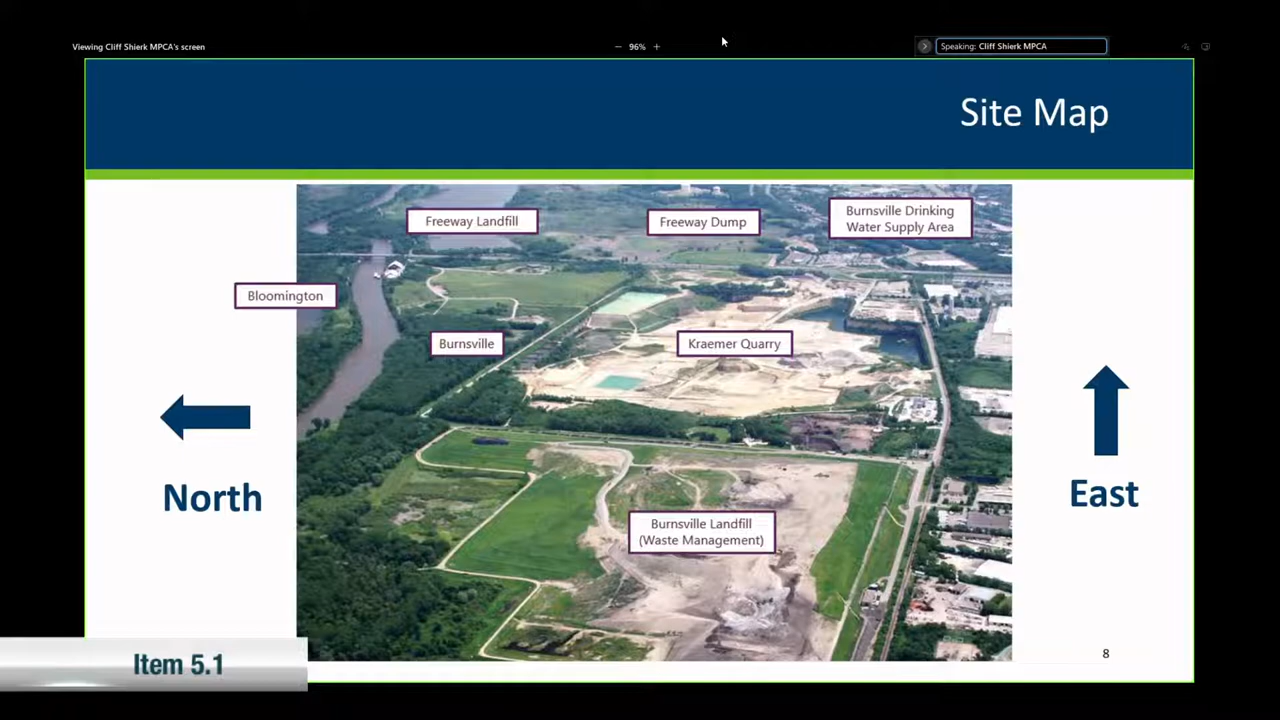 Viewing Cliff Shierk MPCA's screen
− 96% +
Speaking: Cliff Shierk MPCA
Site Map
Freeway Landfill
Freeway Dump
Burnsville Drinking
Water Supply Area
Bloomington
Burnsville
Kraemer Quarry
North
East
Burnsville Landfill
(Waste Management)
8
Item 5.1